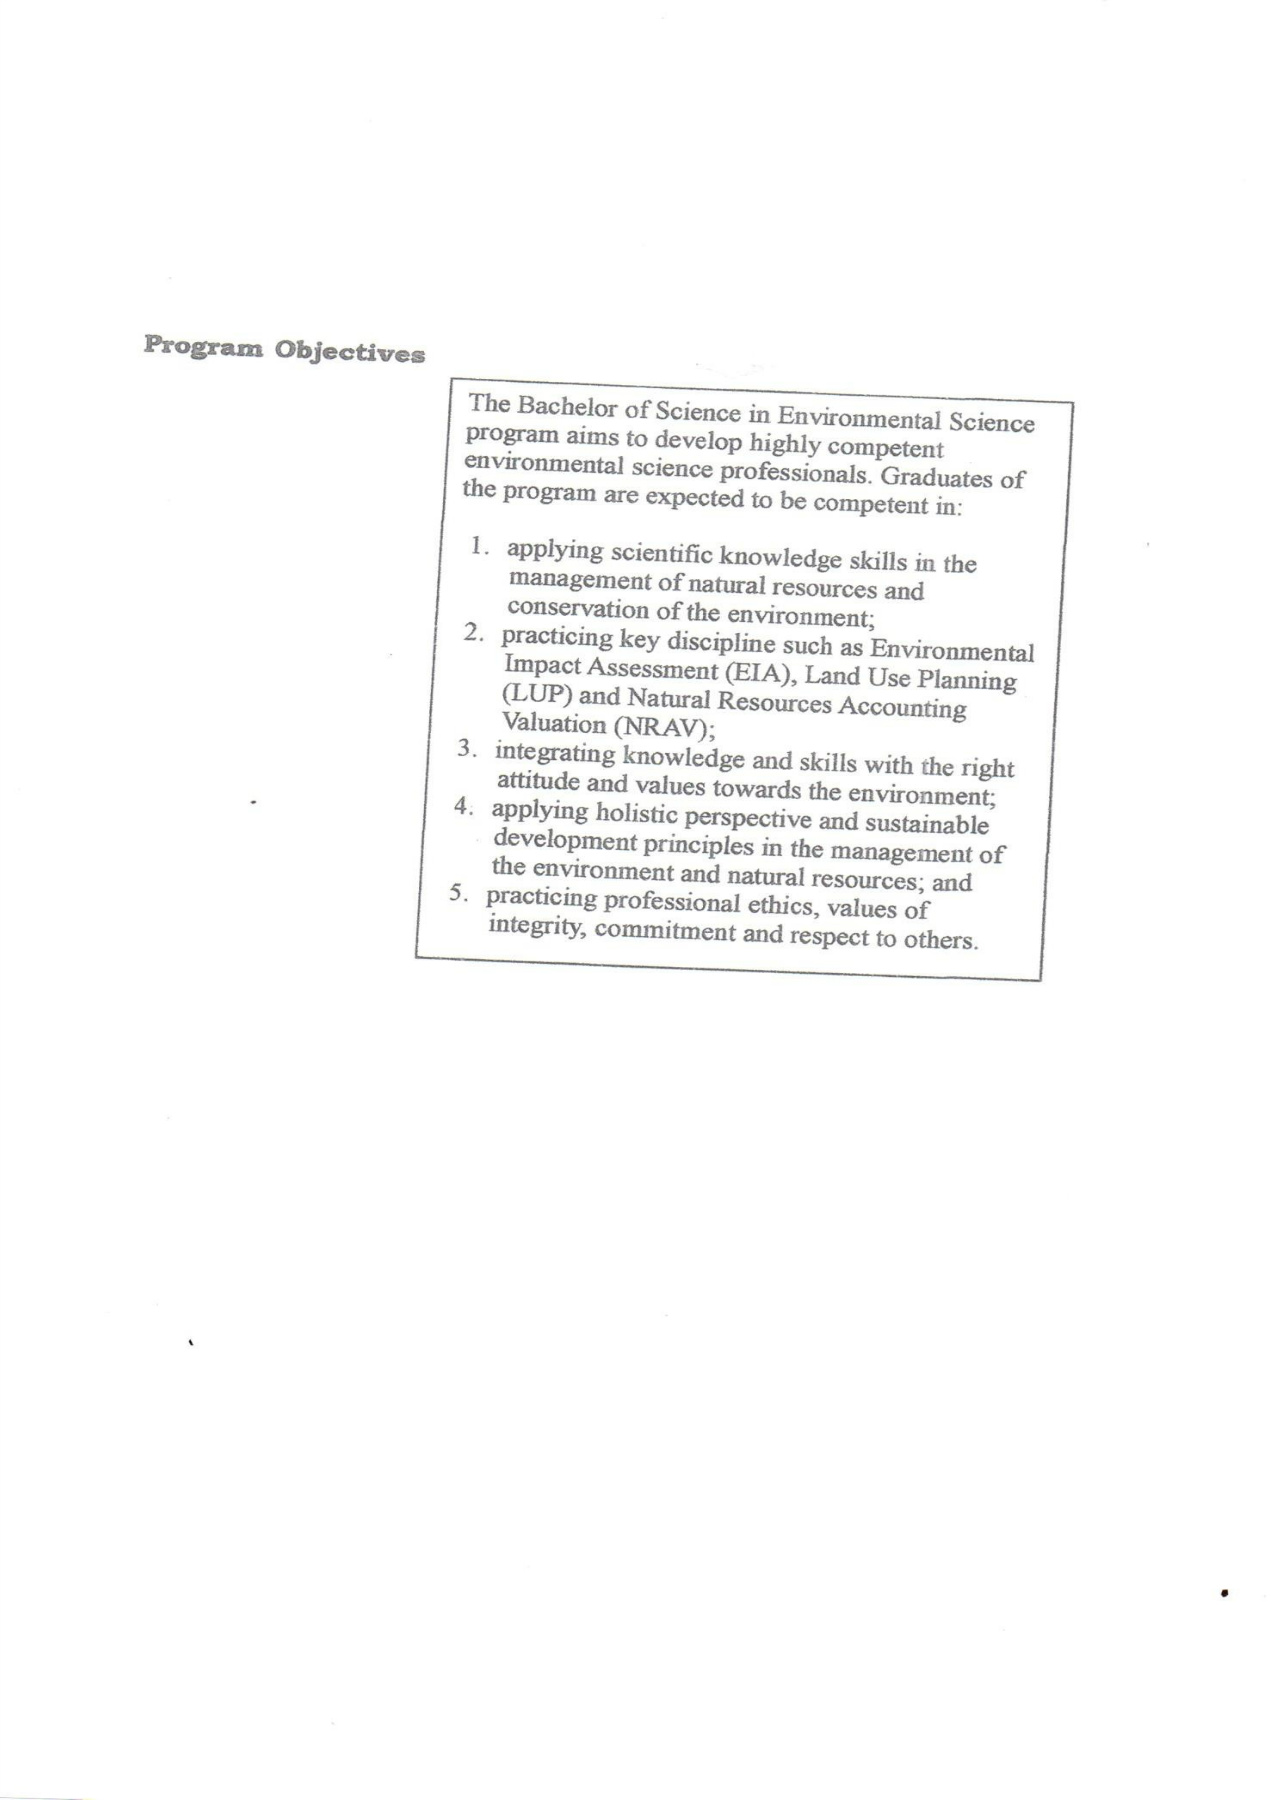 Program Objectives
The Bachelor of Science in Environmental Science
program aims to develop highly competent
environmental science professionals. Graduates of
the program are expected to be competent in:
1. applying scientific knowledge skills in the
management of natural resources and
conservation of the environment;
2. practicing key discipline such as Environmental
Impact Assessment (EIA), Land Use Planning
(LUP) and Natural Resources Accounting
Valuation (NRAV);
3. integrating knowledge and skills with the right
attitude and values towards the environment;
4. applying holistic perspective and sustainable
development principles in the management of
the environment and natural resources; and
5. practicing professional ethics, values of
integrity, commitment and respect to others.